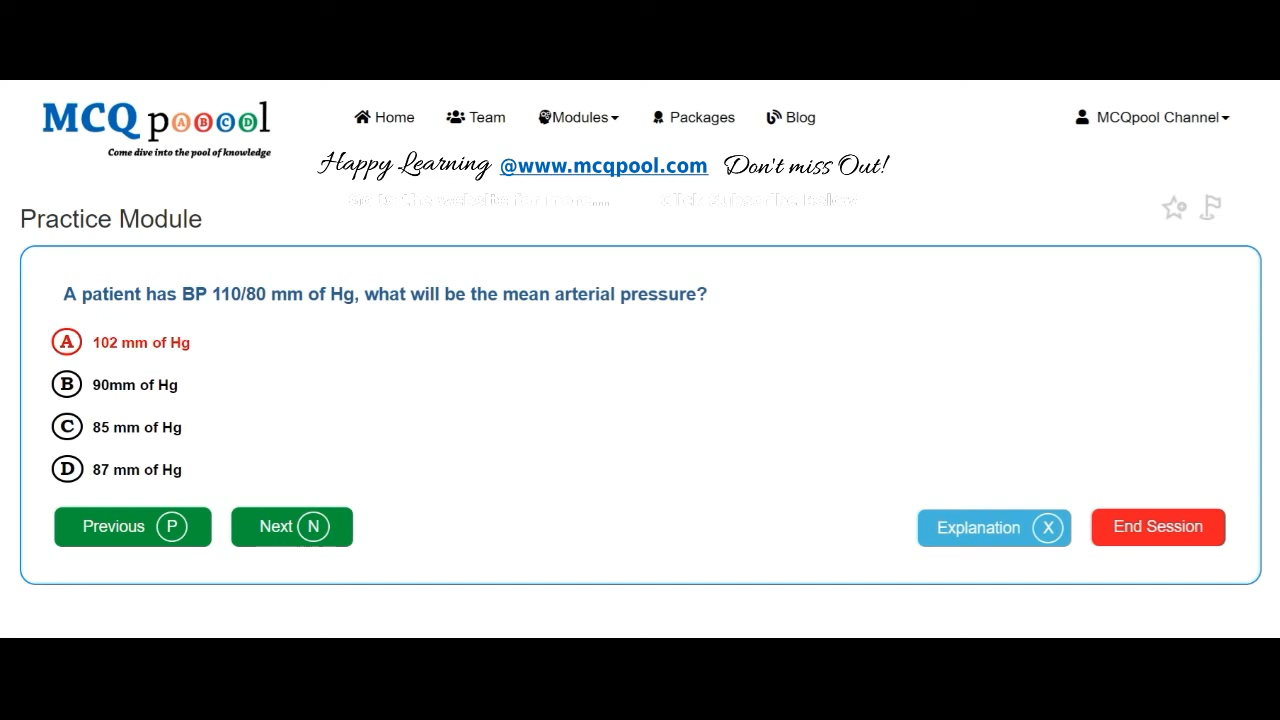 MCQ pABCDl
Come dive into the pool of knowledge
Home Team Modules Packages Blog MCQpool Channel
Happy Learning @www.mcqpool.com Don't miss Out!
Practice Module
A patient has BP 110/80 mm of Hg, what will be the mean arterial pressure?
A 102 mm of Hg
B 90mm of Hg
C 85 mm of Hg
D 87 mm of Hg
Previous P Next N Explanation X End Session